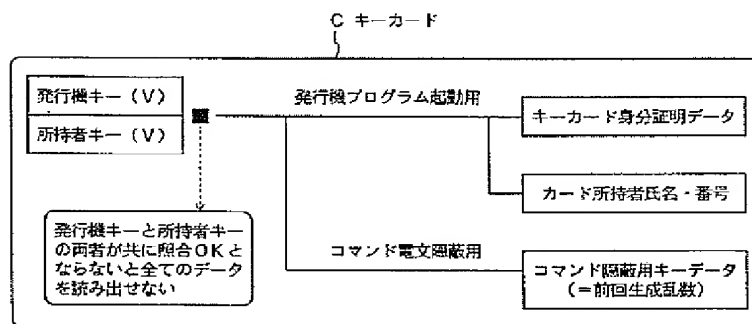 C キーカード
発行機キー（V）
所持者キー（V）
発行機プログラム起動用
キーカード身分証明データ
カード所持者氏名・番号
発行機キーと所持者キー
の両者が共に照合OKと
ならないと全てのデータ
を読み出せない
コマンド電文隠蔽用
コマンド隠蔽用キーデータ
（＝前回生成乱数）